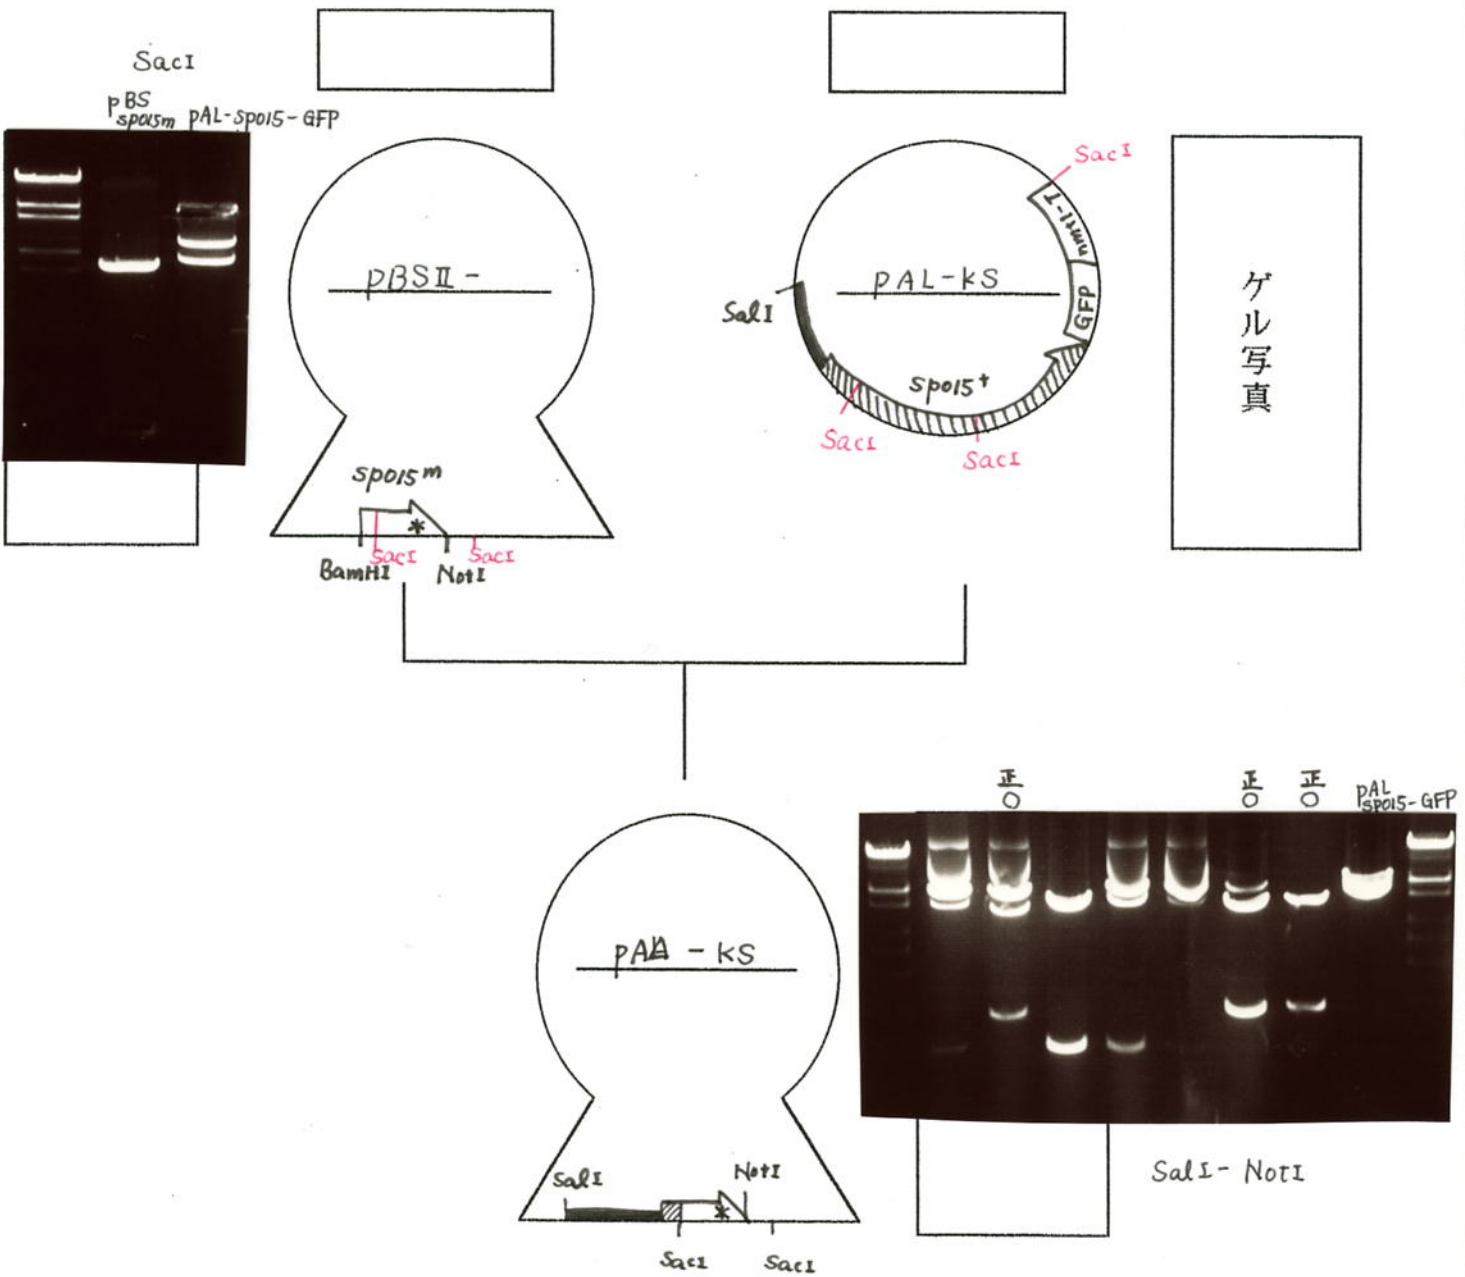 SacI
pBS
spo15m
pAL-spo15-GFP
pBSII-
spo15m
*
SacI
SacI
BamHI
NotI
SacI
nmt1-T
GFP
pAL-KS
SalI
spo15+
SacI
SacI
ゲル写真
正
正
正
pAL
spo15-GFP
- KS
SalI
NotI
*
SacI
SacI
SalI - NotI